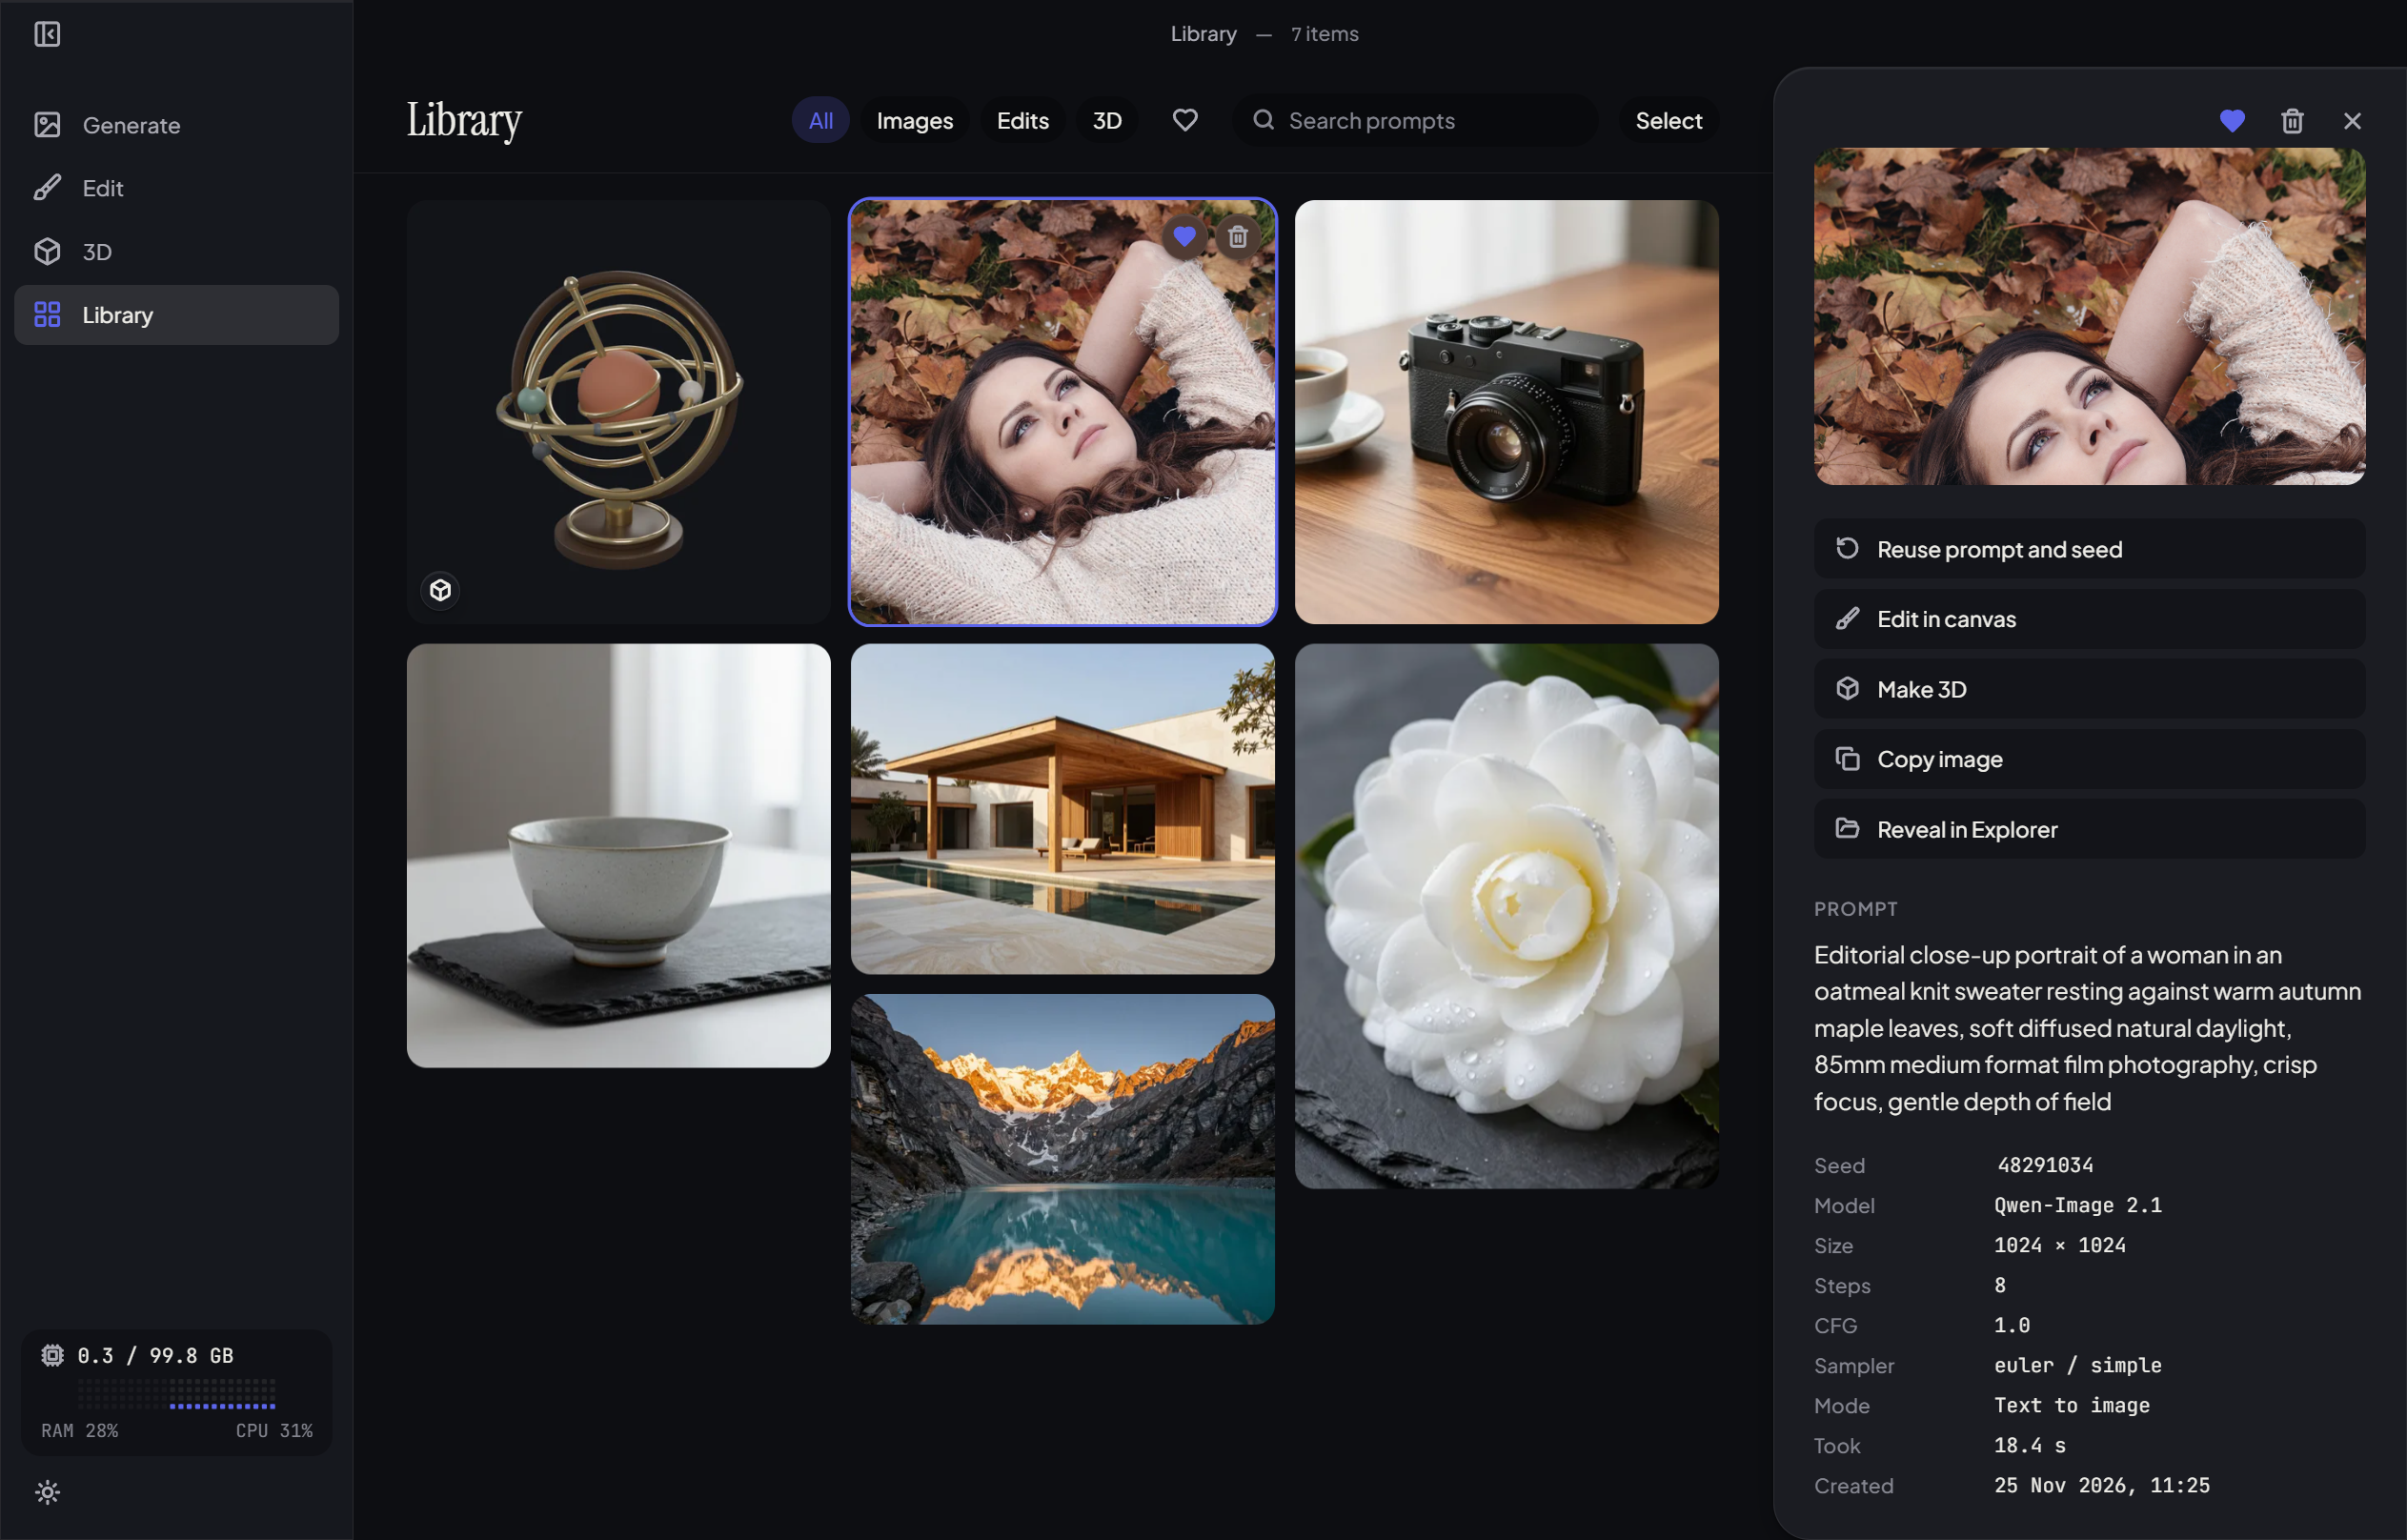 Library — 7 items
Generate
Edit
3D
Library
Library
All
Images
Edits
3D
Search prompts
Select
Reuse prompt and seed
Edit in canvas
Make 3D
Copy image
Reveal in Explorer
PROMPT
Editorial close-up portrait of a woman in an
oatmeal knit sweater resting against warm autumn
maple leaves, soft diffused natural daylight,
85mm medium format film photography, crisp
focus, gentle depth of field
Seed 48291034
Model Qwen-Image 2.1
Size 1024 × 1024
Steps 8
CFG 1.0
Sampler euler / simple
Mode Text to image
Took 18.4 s
Created 25 Nov 2026, 11:25
0.3 / 99.8 GB
RAM 28% CPU 31%